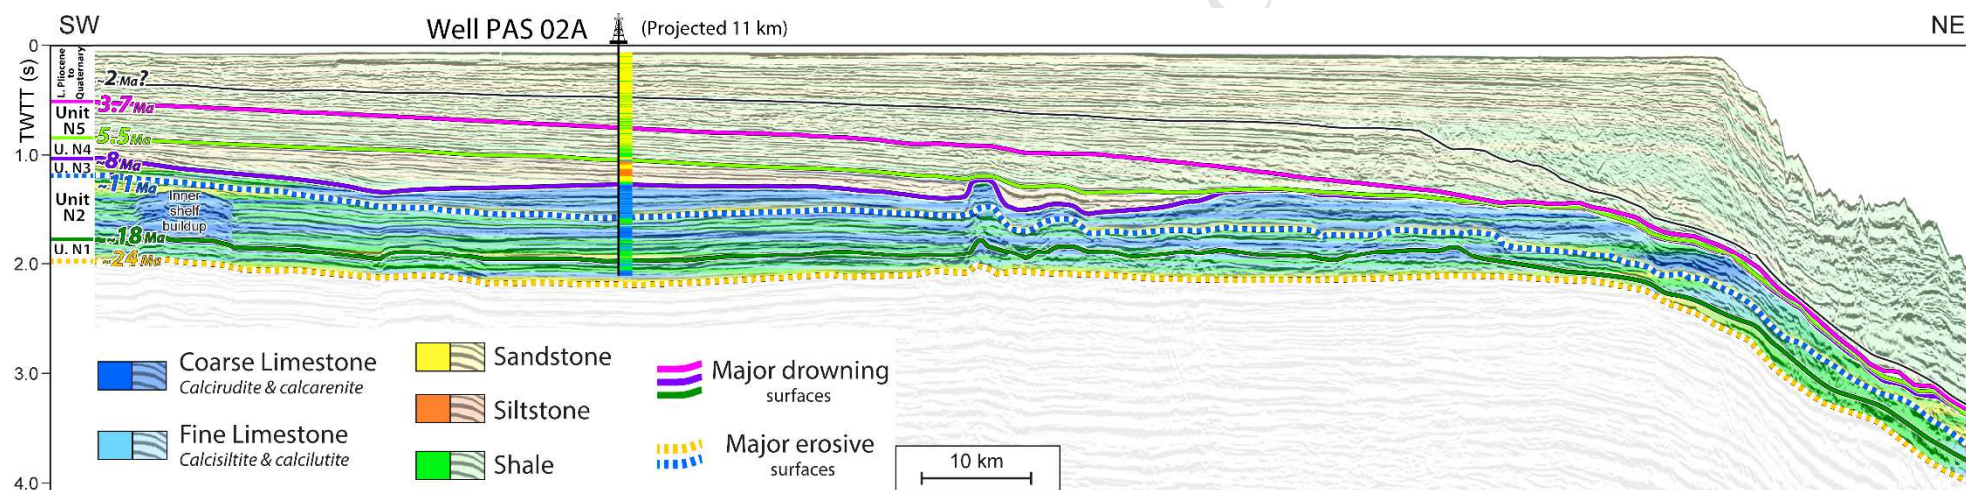 SW
Well PAS 02A
(Projected 11 km)
NE
TWTT (s)
0
1.0
2.0
3.0
4.0
L. Pliocene
to
Quaternary
~2 Ma?
3.7 Ma
Unit
N5
5.5 Ma
U. N4
~8 Ma
U. N3
~11 Ma
Unit
N2
Inner
shelf
buildup
~18 Ma
U. N1
~24 Ma
Coarse Limestone
Calcirudite & calcarenite
Fine Limestone
Calcisiltite & calcilutite
Sandstone
Siltstone
Shale
Major drowning
surfaces
Major erosive
surfaces
10 km